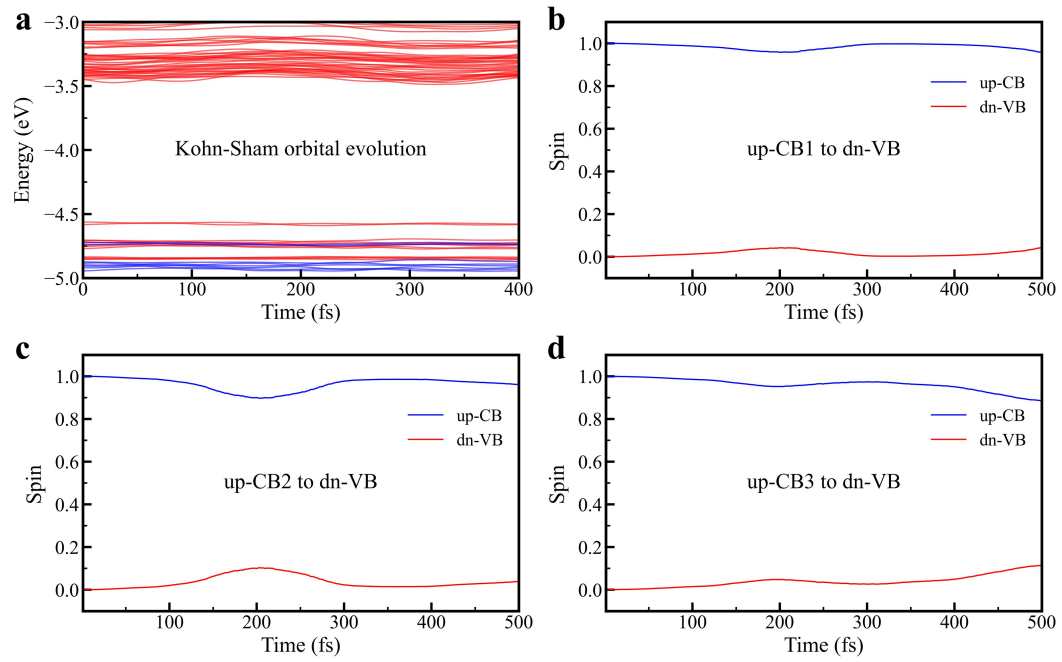 a
−3.0
−3.5
−4.0
−4.5
−5.0
Energy (eV)
Kohn-Sham orbital evolution
0 100 200 300 400
Time (fs)
b
1.0
0.8
0.6
0.4
0.2
0.0
Spin
up-CB
dn-VB
up-CB1 to dn-VB
100 200 300 400 500
Time (fs)
c
1.0
0.8
0.6
0.4
0.2
0.0
Spin
up-CB
dn-VB
up-CB2 to dn-VB
100 200 300 400 500
Time (fs)
d
1.0
0.8
0.6
0.4
0.2
0.0
Spin
up-CB
dn-VB
up-CB3 to dn-VB
100 200 300 400 500
Time (fs)